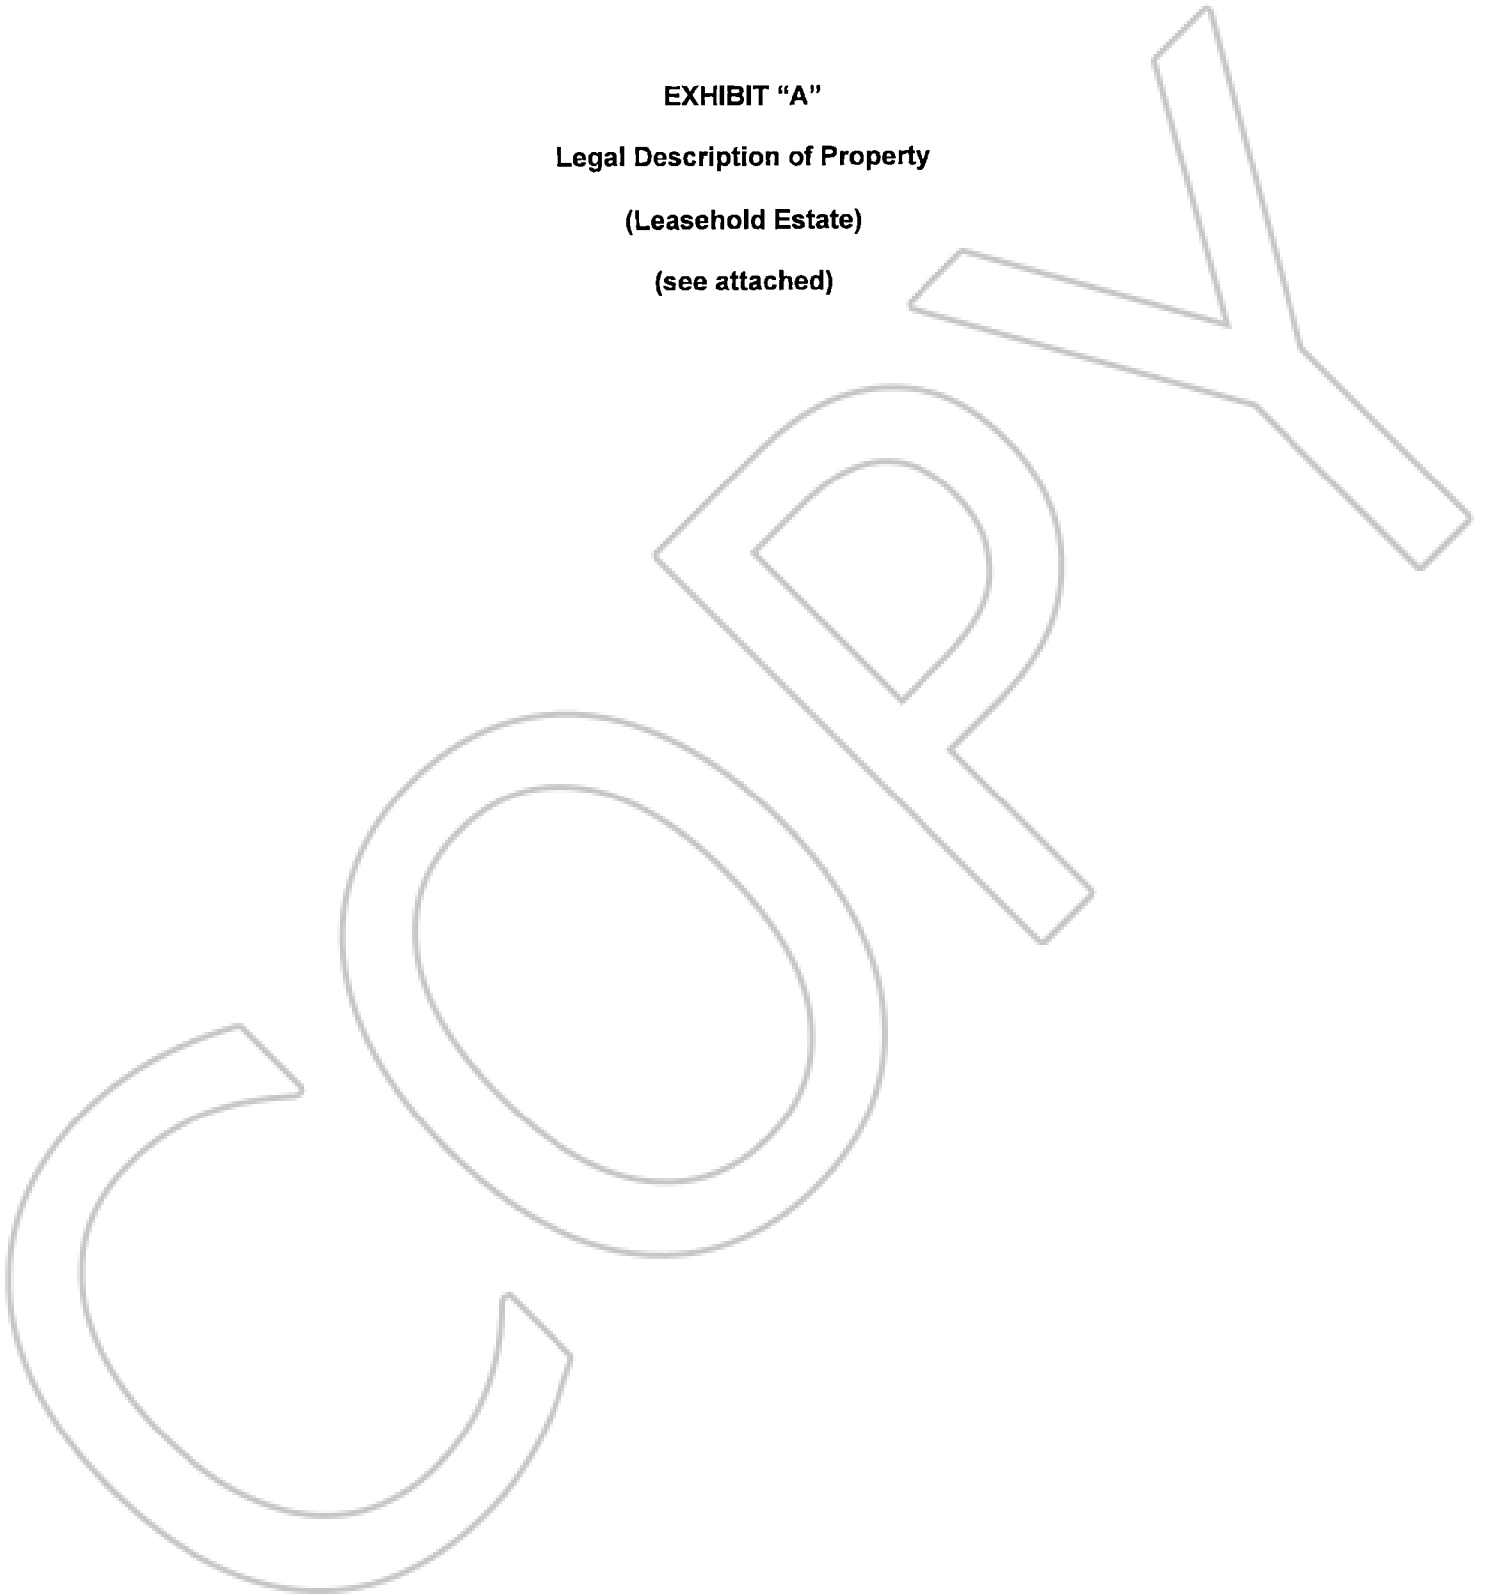 EXHIBIT “A”
Legal Description of Property
(Leasehold Estate)
(see attached)
COPY